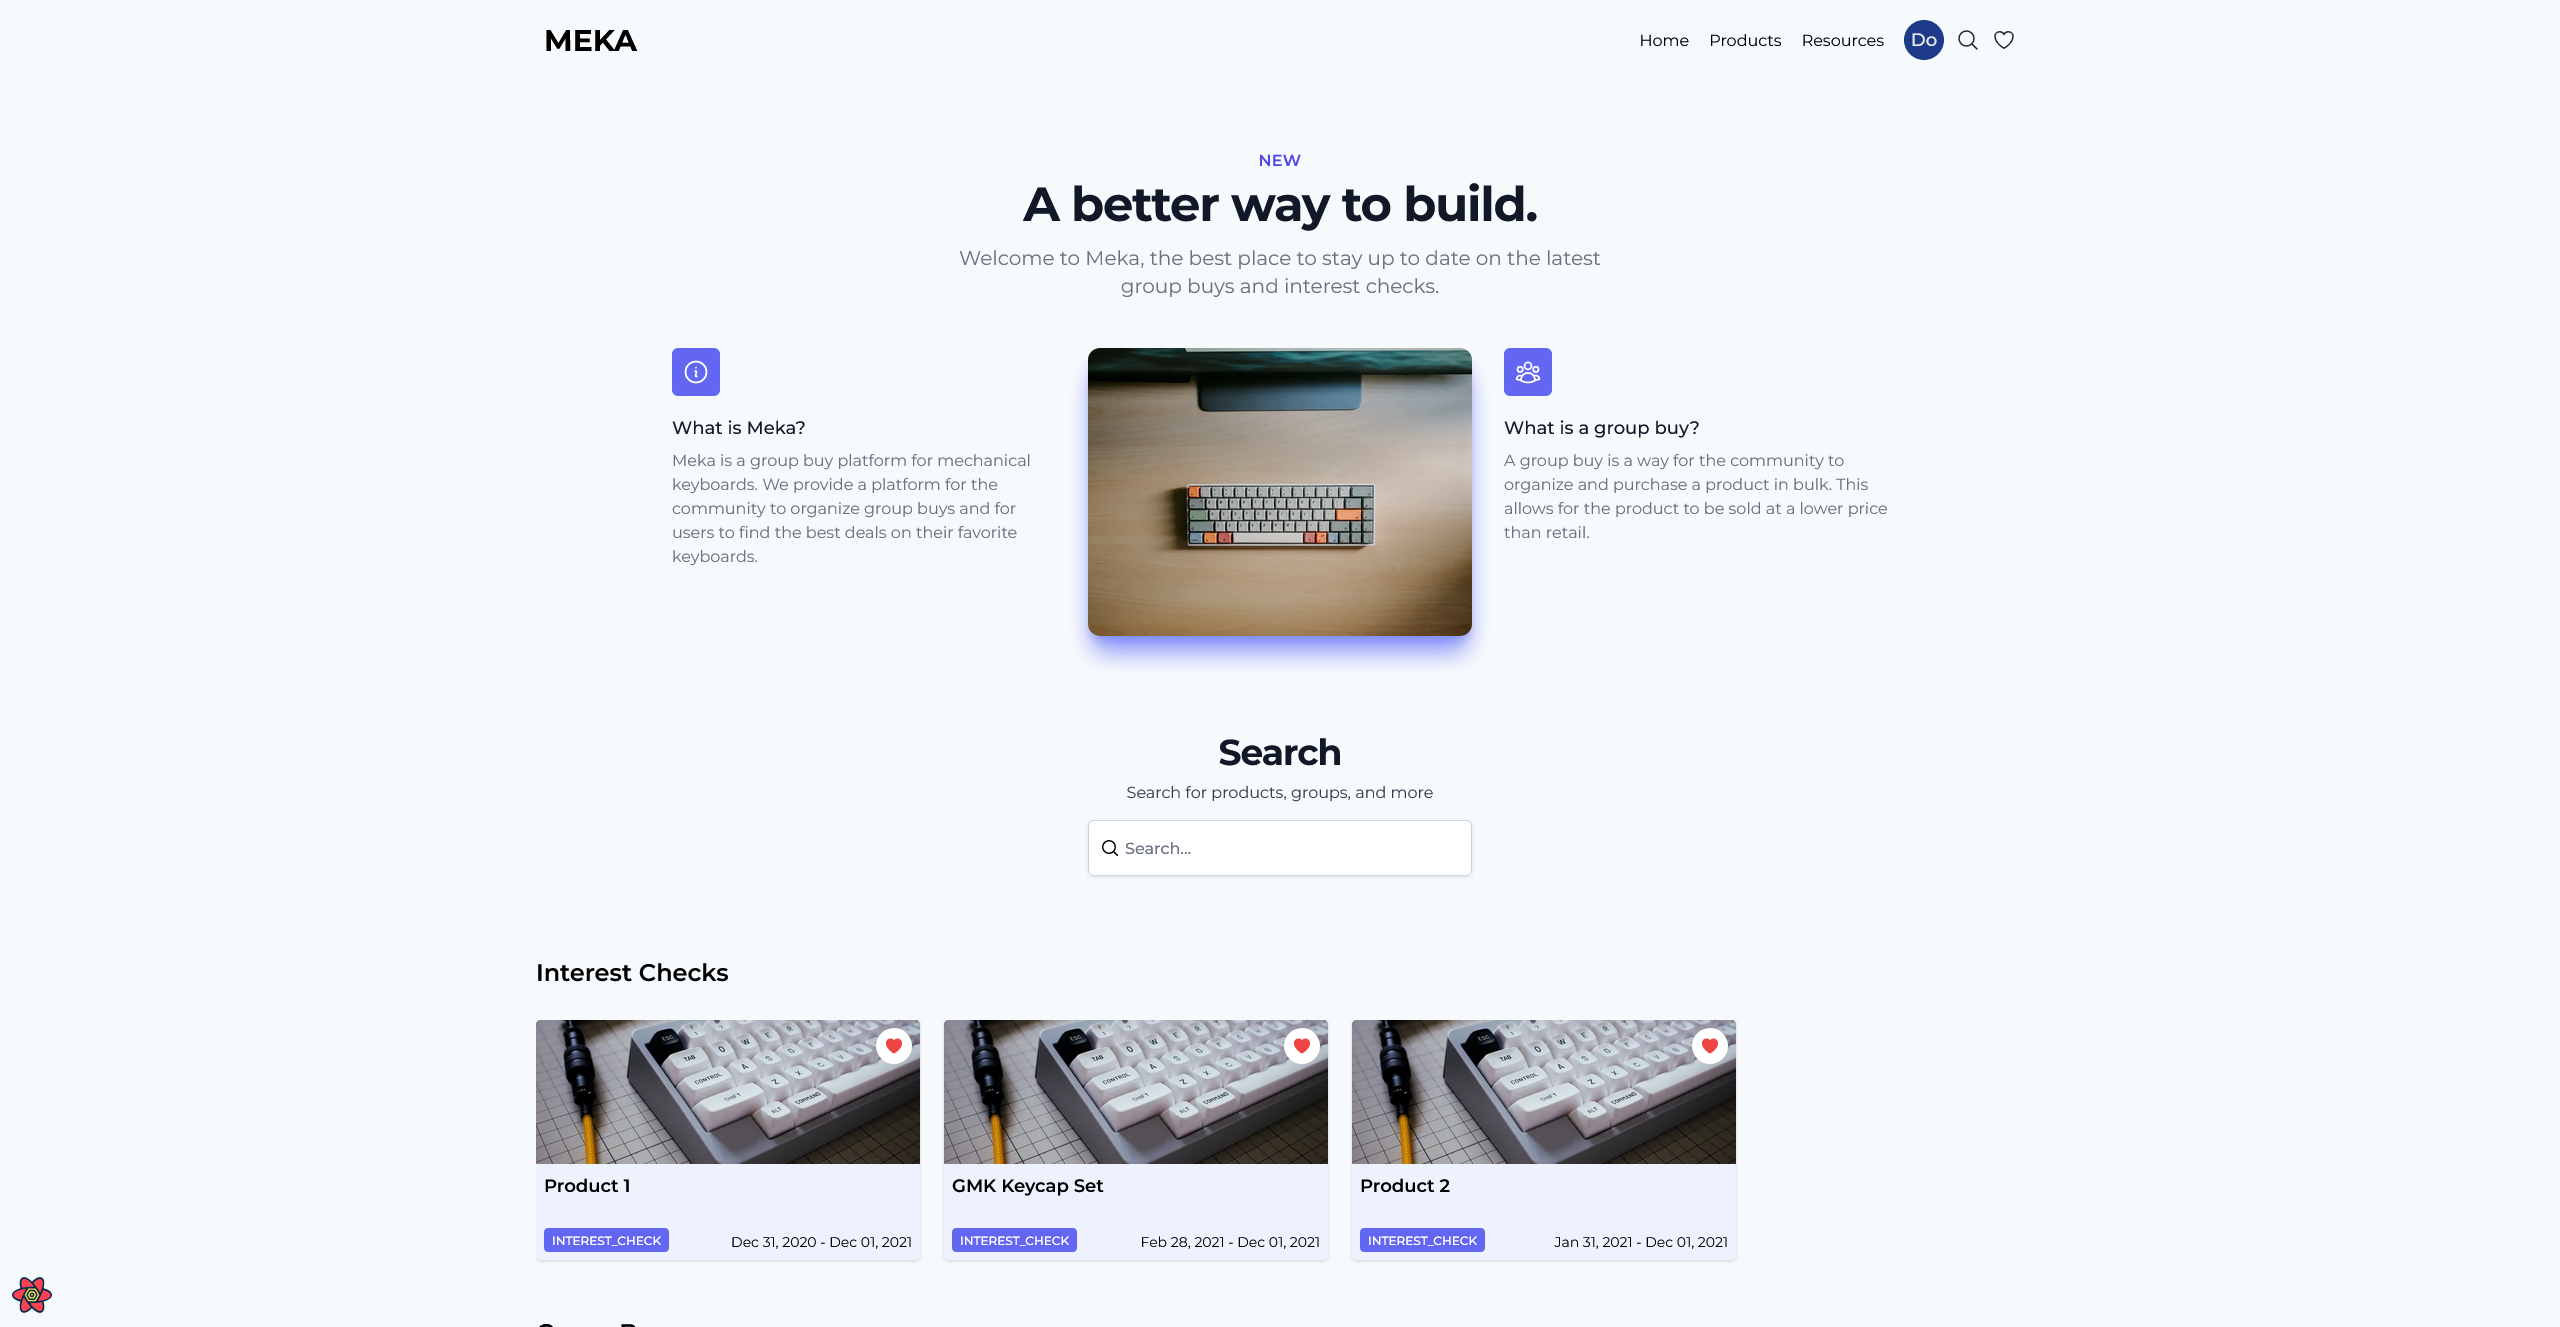 MEKA
Home Products Resources Do
NEW
A better way to build.
Welcome to Meka, the best place to stay up to date on the latest
group buys and interest checks.
What is Meka?
Meka is a group buy platform for mechanical
keyboards. We provide a platform for the
community to organize group buys and for
users to find the best deals on their favorite
keyboards.
What is a group buy?
A group buy is a way for the community to
organize and purchase a product in bulk. This
allows for the product to be sold at a lower price
than retail.
Search
Search for products, groups, and more
Search...
Interest Checks
Product 1
INTEREST_CHECK Dec 31, 2020 - Dec 01, 2021
GMK Keycap Set
INTEREST_CHECK Feb 28, 2021 - Dec 01, 2021
Product 2
INTEREST_CHECK Jan 31, 2021 - Dec 01, 2021